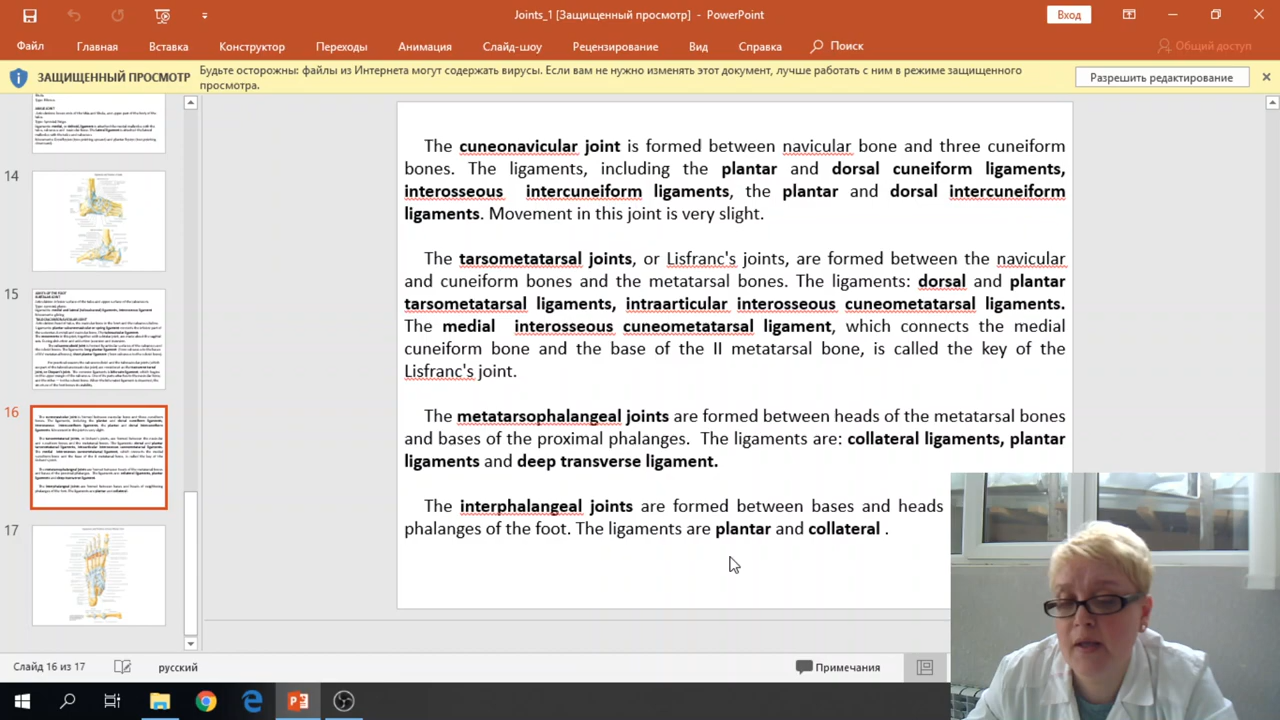 Joints_1 [Защищенный просмотр] - PowerPoint
Вход
Файл Главная Вставка Конструктор Переходы Анимация Слайд-шоу Рецензирование Вид Справка Поиск Общий доступ
ЗАЩИЩЕННЫЙ ПРОСМОТР
Будьте осторожны: файлы из Интернета могут содержать вирусы. Если вам не нужно изменять этот документ, лучше работать с ним в режиме защищенного
просмотра.
Разрешить редактирование
14
15
16
17
The cuneonavicular joint is formed between navicular bone and three cuneiform
bones. The ligaments, including the plantar and dorsal cuneiform ligaments,
interosseous intercuneiform ligaments, the plantar and dorsal intercuneiform
ligaments. Movement in this joint is very slight.
The tarsometatarsal joints, or Lisfranc's joints, are formed between the navicular
and cuneiform bones and the metatarsal bones. The ligaments: dorsal and plantar
tarsometatarsal ligaments, intraarticular interosseous cuneometatarsal ligaments.
The medial interosseous cuneometatarsal ligament, which connects the medial
cuneiform bone and the base of the II metatarsal bone, is called the key of the
Lisfranc's joint.
The metatarsophalangeal joints are formed between heads of the metatarsal bones
and bases of the proximal phalanges. The ligaments are collateral ligaments, plantar
ligaments and deep transverse ligament.
The interphalangeal joints are formed between bases and heads
phalanges of the foot. The ligaments are plantar and collateral .
Слайд 16 из 17
русский
Примечания